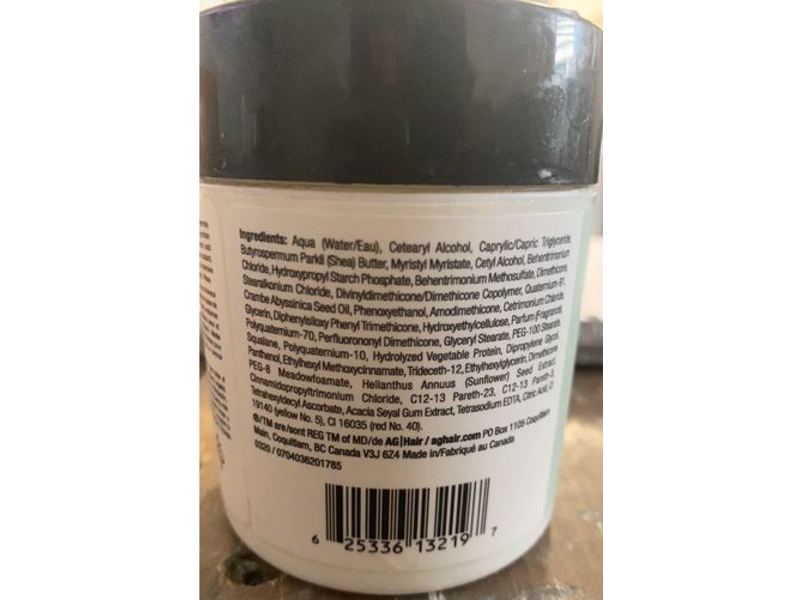 Ingredients: Aqua (Water/Eau), Cetearyl Alcohol, Caprylic/Capric Triglyceride,
Butyrospermum Parkii (Shea) Butter, Myristyl Myristate, Cetyl Alcohol, Behentrimonium
Chloride, Hydroxypropyl Starch Phosphate, Behentrimonium Methosulfate, Dimethicone,
Stearalkonium Chloride, Divinyldimethicone/Dimethicone Copolymer, Quaternium-91,
Crambe Abyssinica Seed Oil, Phenoxyethanol, Amodimethicone, Cetrimonium Chloride,
Glycerin, Diphenylsiloxy Phenyl Trimethicone, Hydroxyethylcellulose, Parfum (Fragrance),
Polyquaternium-70, Perfluorononyl Dimethicone, Glyceryl Stearate, PEG-100 Stearate,
Squalane, Polyquaternium-10, Hydrolyzed Vegetable Protein, Dipropylene Glycol,
Panthenol, Ethylhexyl Methoxycinnamate, Trideceth-12, Ethylhexylglycerin, Dimethicone
PEG-8 Meadowfoamate, Helianthus Annuus (Sunflower) Seed Extract,
Cinnamidopropyltrimonium Chloride, C12-13 Pareth-23, C12-13 Pareth-3,
Tetrahexyldecyl Ascorbate, Acacia Seyal Gum Extract, Tetrasodium EDTA, Citric Acid, CI
19140 (yellow No. 5), CI 16035 (red No. 40).
®/TM are/sont REG TM of MD/de AG|Hair / aghair.com PO Box 1105 Coquitlam
Main, Coquitlam, BC Canada V3J 6Z4 Made in/Fabriqué au Canada
0320 / 0704036201785
6 25336 13219 7